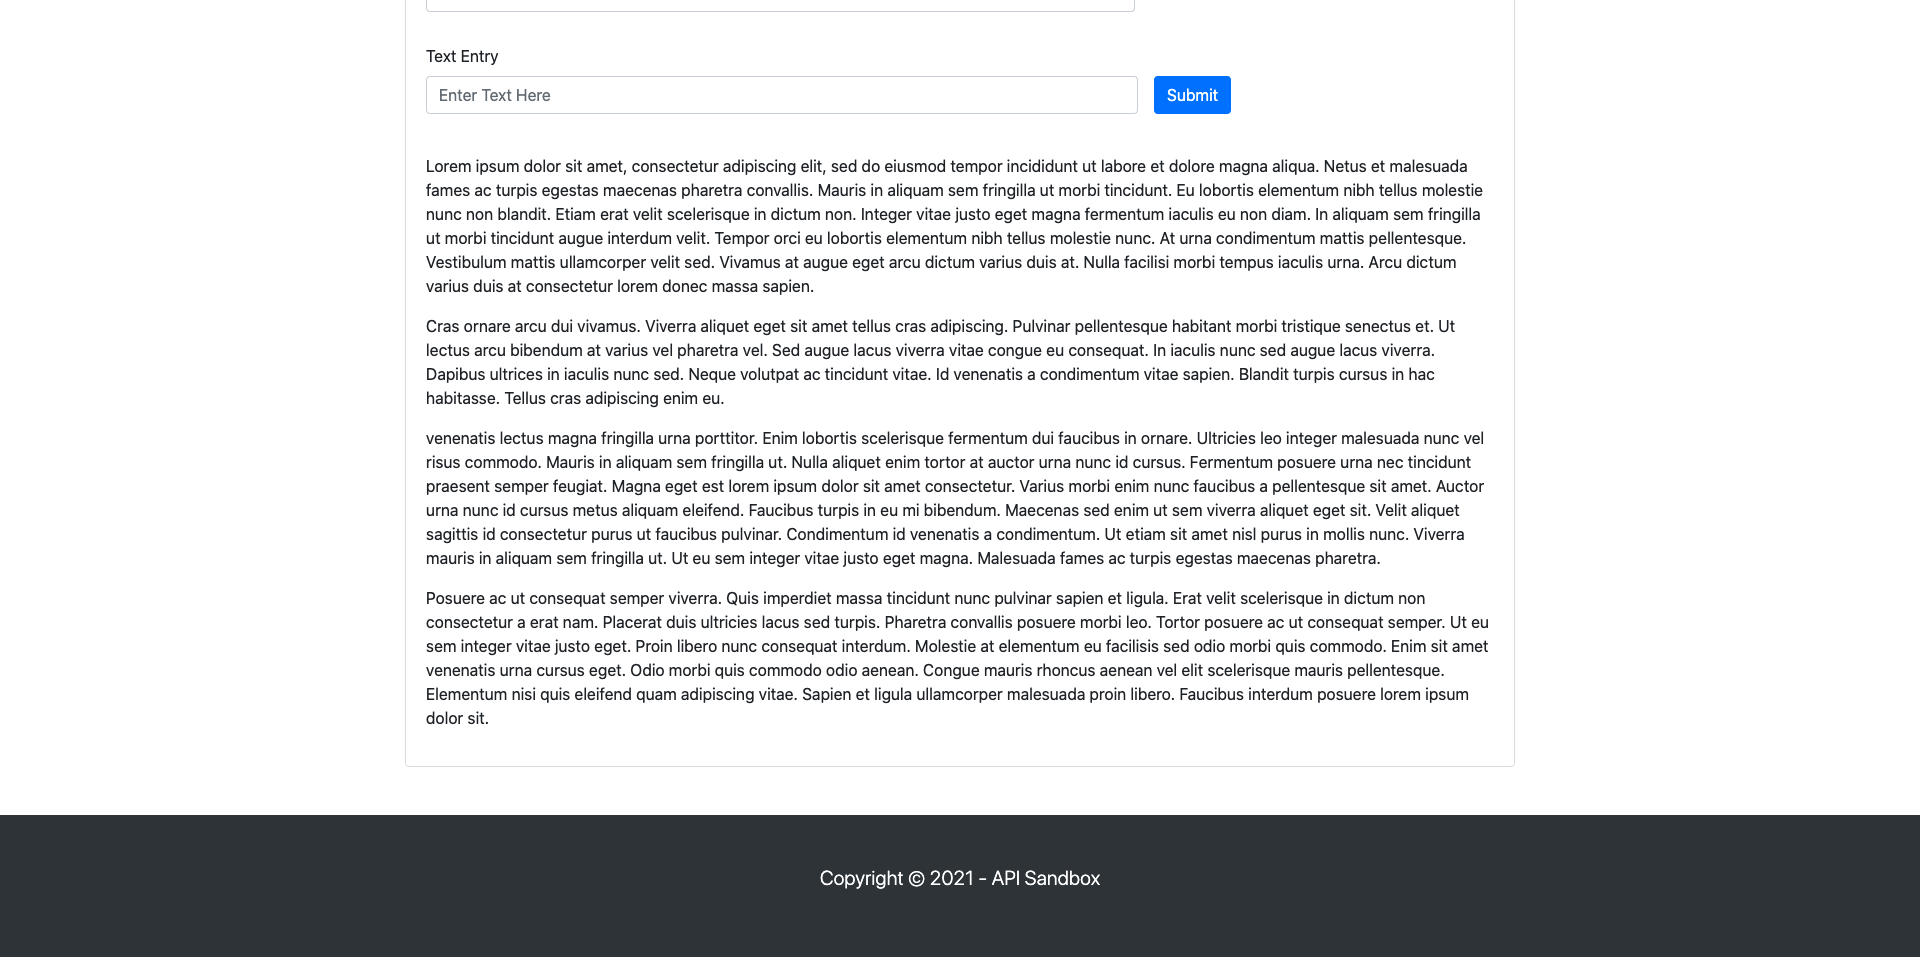 Text Entry
Enter Text Here
Submit
Lorem ipsum dolor sit amet, consectetur adipiscing elit, sed do eiusmod tempor incididunt ut labore et dolore magna aliqua. Netus et malesuada
fames ac turpis egestas maecenas pharetra convallis. Mauris in aliquam sem fringilla ut morbi tincidunt. Eu lobortis elementum nibh tellus molestie
nunc non blandit. Etiam erat velit scelerisque in dictum non. Integer vitae justo eget magna fermentum iaculis eu non diam. In aliquam sem fringilla
ut morbi tincidunt augue interdum velit. Tempor orci eu lobortis elementum nibh tellus molestie nunc. At urna condimentum mattis pellentesque.
Vestibulum mattis ullamcorper velit sed. Vivamus at augue eget arcu dictum varius duis at. Nulla facilisi morbi tempus iaculis urna. Arcu dictum
varius duis at consectetur lorem donec massa sapien.
Cras ornare arcu dui vivamus. Viverra aliquet eget sit amet tellus cras adipiscing. Pulvinar pellentesque habitant morbi tristique senectus et. Ut
lectus arcu bibendum at varius vel pharetra vel. Sed augue lacus viverra vitae congue eu consequat. In iaculis nunc sed augue lacus viverra.
Dapibus ultrices in iaculis nunc sed. Neque volutpat ac tincidunt vitae. Id venenatis a condimentum vitae sapien. Blandit turpis cursus in hac
habitasse. Tellus cras adipiscing enim eu.
venenatis lectus magna fringilla urna porttitor. Enim lobortis scelerisque fermentum dui faucibus in ornare. Ultricies leo integer malesuada nunc vel
risus commodo. Mauris in aliquam sem fringilla ut. Nulla aliquet enim tortor at auctor urna nunc id cursus. Fermentum posuere urna nec tincidunt
praesent semper feugiat. Magna eget est lorem ipsum dolor sit amet consectetur. Varius morbi enim nunc faucibus a pellentesque sit amet. Auctor
urna nunc id cursus metus aliquam eleifend. Faucibus turpis in eu mi bibendum. Maecenas sed enim ut sem viverra aliquet eget sit. Velit aliquet
sagittis id consectetur purus ut faucibus pulvinar. Condimentum id venenatis a condimentum. Ut etiam sit amet nisl purus in mollis nunc. Viverra
mauris in aliquam sem fringilla ut. Ut eu sem integer vitae justo eget magna. Malesuada fames ac turpis egestas maecenas pharetra.
Posuere ac ut consequat semper viverra. Quis imperdiet massa tincidunt nunc pulvinar sapien et ligula. Erat velit scelerisque in dictum non
consectetur a erat nam. Placerat duis ultricies lacus sed turpis. Pharetra convallis posuere morbi leo. Tortor posuere ac ut consequat semper. Ut eu
sem integer vitae justo eget. Proin libero nunc consequat interdum. Molestie at elementum eu facilisis sed odio morbi quis commodo. Enim sit amet
venenatis urna cursus eget. Odio morbi quis commodo odio aenean. Congue mauris rhoncus aenean vel elit scelerisque mauris pellentesque.
Elementum nisi quis eleifend quam adipiscing vitae. Sapien et ligula ullamcorper malesuada proin libero. Faucibus interdum posuere lorem ipsum
dolor sit.
Copyright © 2021 - API Sandbox